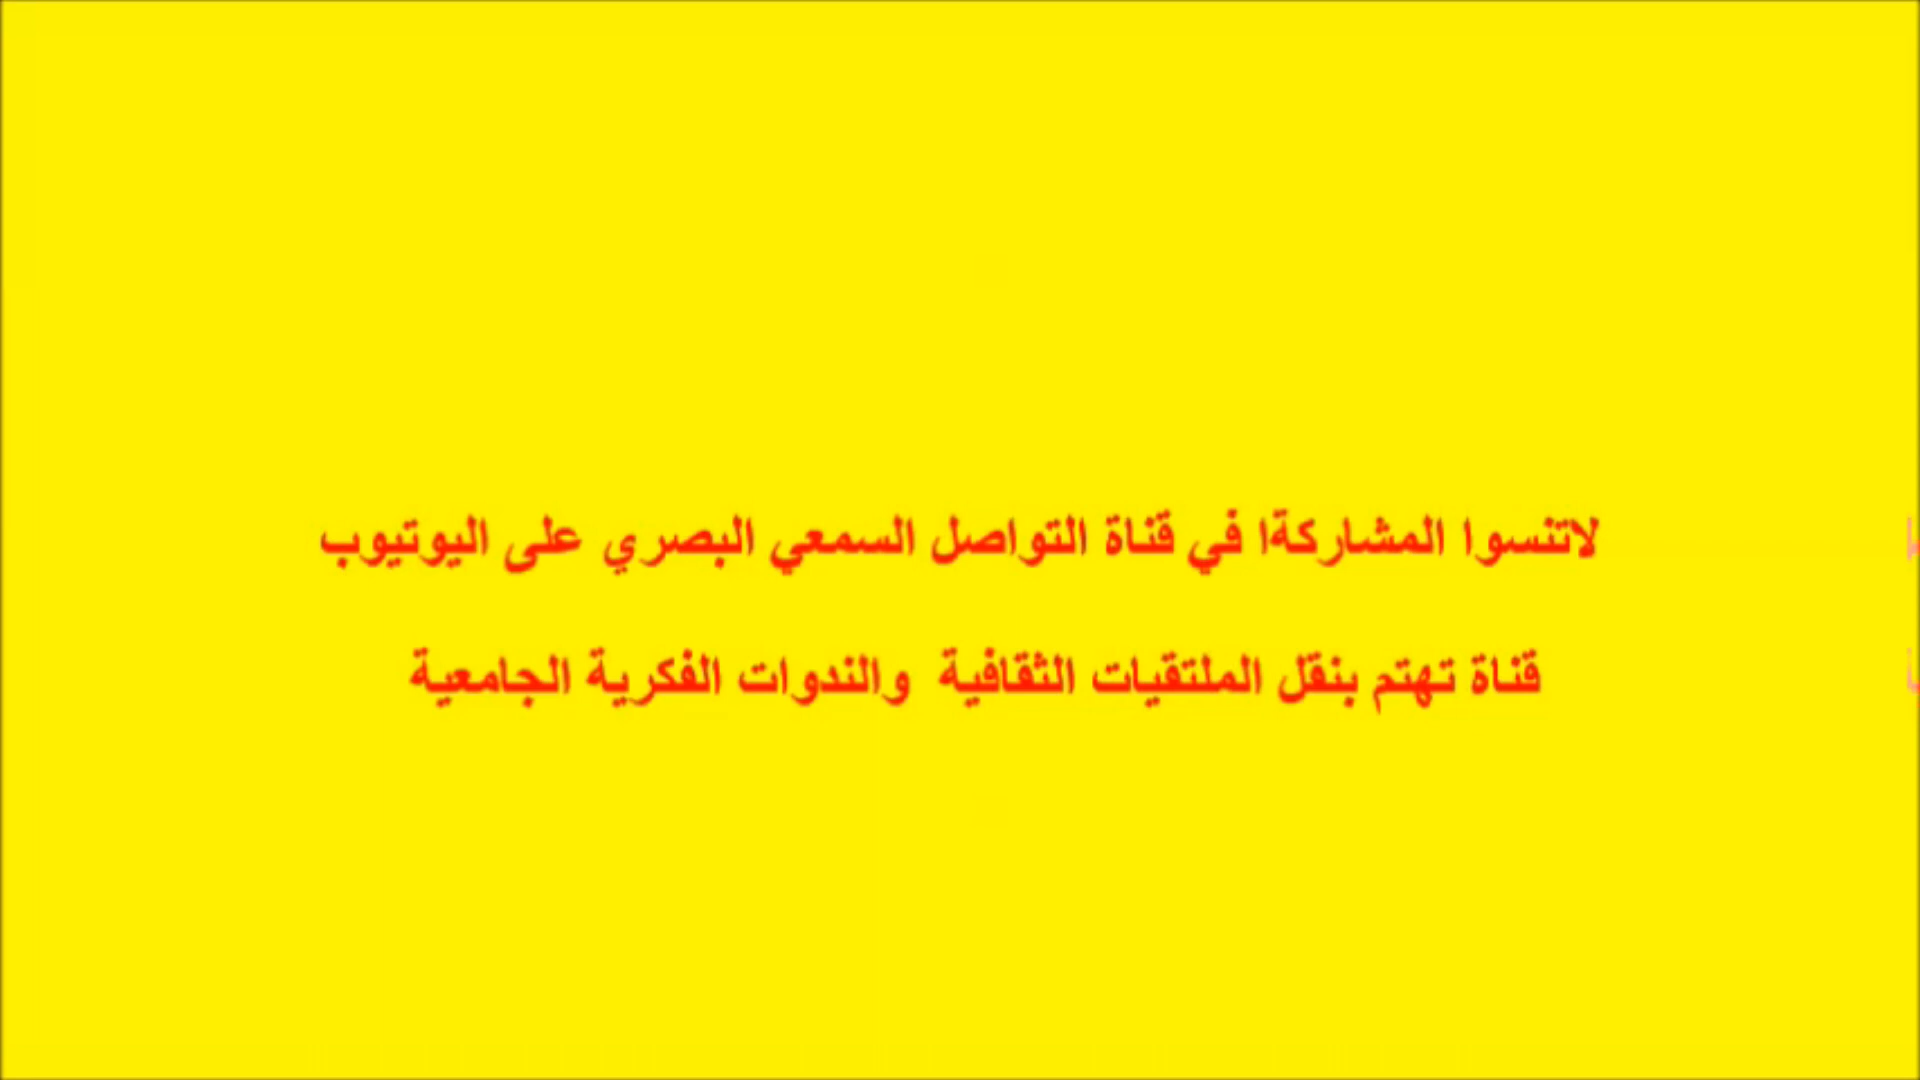 لاتنسوا المشاركةا في قناة التواصل السمعي البصري على اليوتيوب
قناة تهتم بنقل الملتقيات الثقافية والندوات الفكرية الجامعية